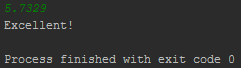 5.7329
Excellent!
Process finished with exit code 0